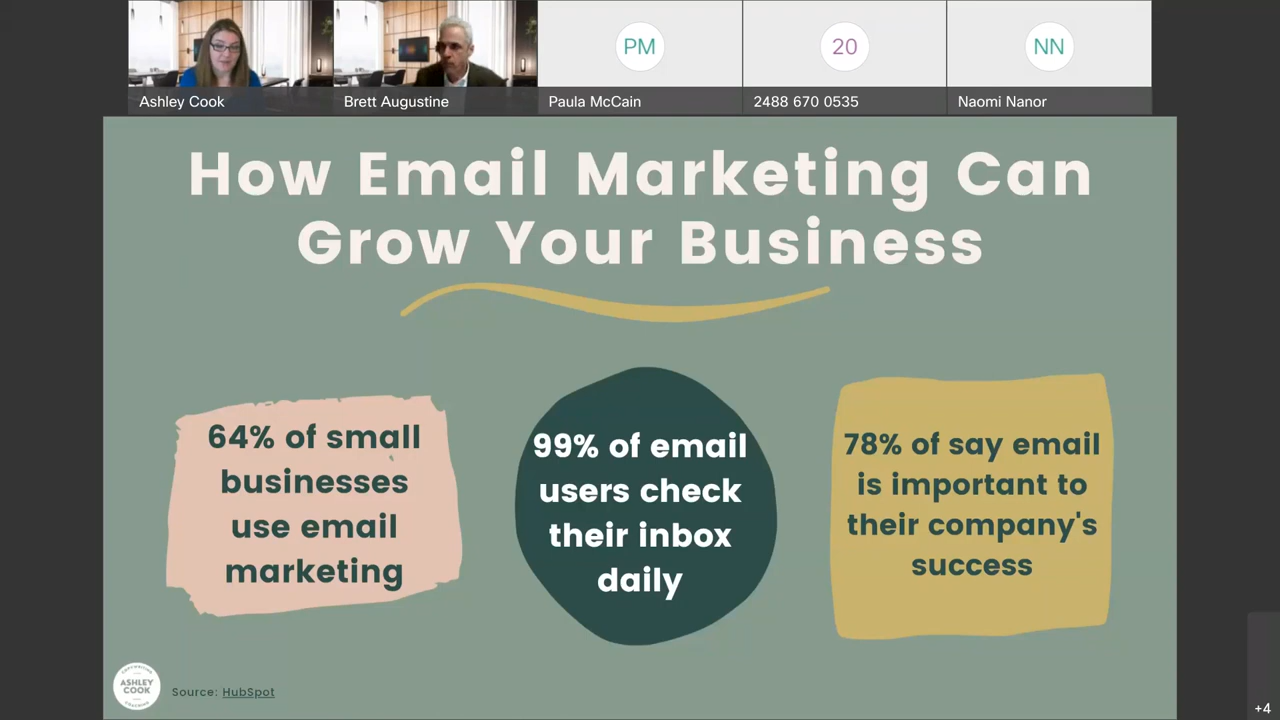 PM
20
NN
Ashley Cook
Brett Augustine
Paula McCain
2488 670 0535
Naomi Nanor
How Email Marketing Can
Grow Your Business
64% of small
businesses
use email
marketing
99% of email
users check
their inbox
daily
78% of say email
is important to
their company's
success
COPYWRITING
ASHLEY
COOK
COACHING
Source: HubSpot
+4